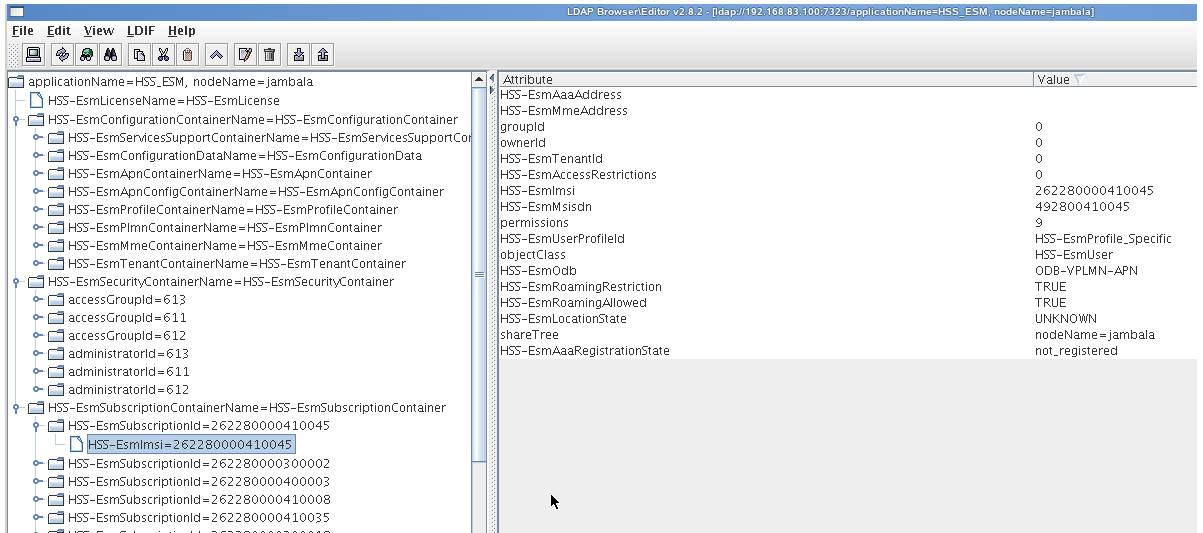 LDAP Browser\Editor v2.8.2 - [ldap://192.168.83.100:7323/applicationName=HSS_ESM, nodeName=jambala]
File Edit View LDIF Help
applicationName=HSS_ESM, nodeName=jambala
HSS-EsmLicenseName=HSS-EsmLicense
HSS-EsmConfigurationContainerName=HSS-EsmConfigurationContainer
HSS-EsmServicesSupportContainerName=HSS-EsmServicesSupportCor
HSS-EsmConfigurationDataName=HSS-EsmConfigurationData
HSS-EsmApnContainerName=HSS-EsmApnContainer
HSS-EsmApnConfigContainerName=HSS-EsmApnConfigContainer
HSS-EsmProfileContainerName=HSS-EsmProfileContainer
HSS-EsmPlmnContainerName=HSS-EsmPlmnContainer
HSS-EsmMmeContainerName=HSS-EsmMmeContainer
HSS-EsmTenantContainerName=HSS-EsmTenantContainer
HSS-EsmSecurityContainerName=HSS-EsmSecurityContainer
accessGroupId=613
accessGroupId=611
accessGroupId=612
administratorId=613
administratorId=611
administratorId=612
HSS-EsmSubscriptionContainerName=HSS-EsmSubscriptionContainer
HSS-EsmSubscriptionId=262280000410045
HSS-EsmImsi=262280000410045
HSS-EsmSubscriptionId=262280000300002
HSS-EsmSubscriptionId=262280000400003
HSS-EsmSubscriptionId=262280000410008
HSS-EsmSubscriptionId=262280000410035
Attribute Value
HSS-EsmAaaAddress
HSS-EsmMmeAddress
groupId 0
ownerId 0
HSS-EsmTenantId 0
HSS-EsmAccessRestrictions 0
HSS-EsmImsi 262280000410045
HSS-EsmMsisdn 492800410045
permissions 9
HSS-EsmUserProfileId HSS-EsmProfile_Specific
objectClass HSS-EsmUser
HSS-EsmOdb ODB-VPLMN-APN
HSS-EsmRoamingRestriction TRUE
HSS-EsmRoamingAllowed TRUE
HSS-EsmLocationState UNKNOWN
shareTree nodeName=jambala
HSS-EsmAaaRegistrationState not_registered